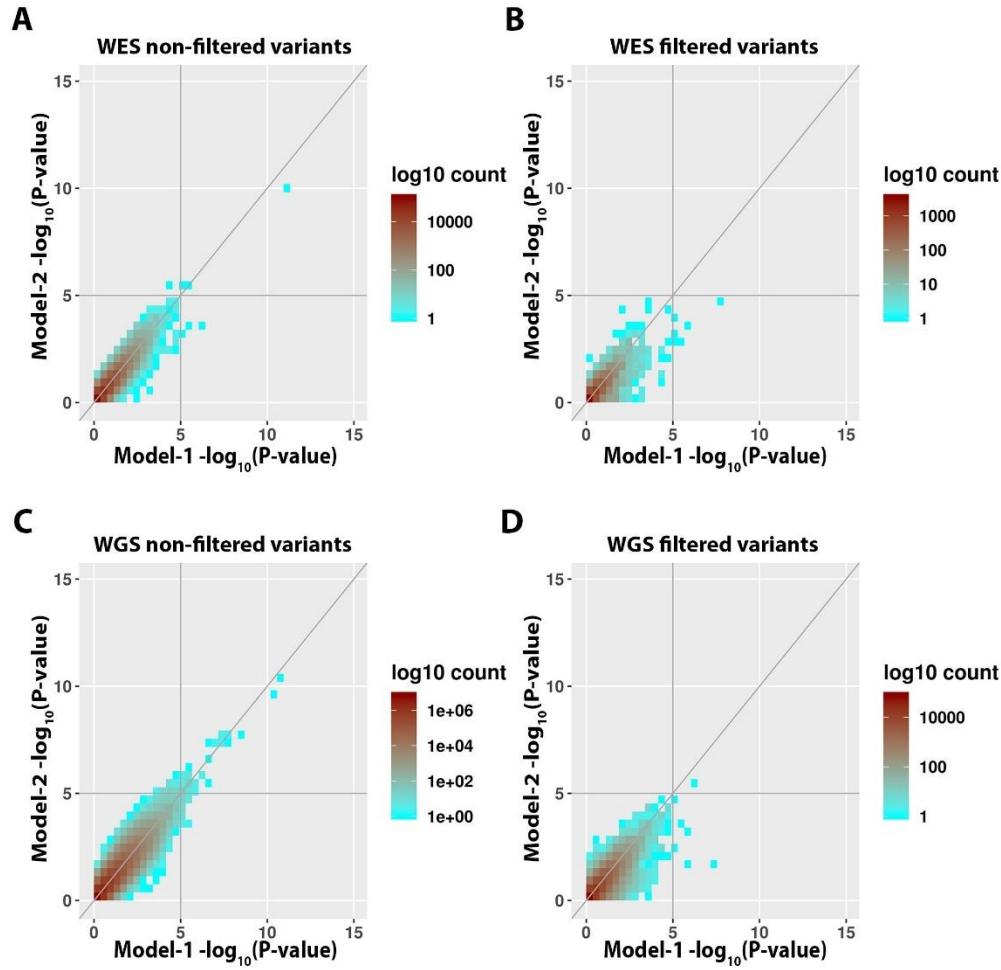 A
WES non-filtered variants
15
10
5
0
Model-2 -log10(P-value)
0 5 10 15
Model-1 -log10(P-value)
log10 count
10000
100
1
B
WES filtered variants
15
10
5
0
Model-2 -log10(P-value)
0 5 10 15
Model-1 -log10(P-value)
log10 count
1000
100
10
1
C
WGS non-filtered variants
15
10
5
0
Model-2 -log10(P-value)
0 5 10 15
Model-1 -log10(P-value)
log10 count
1e+06
1e+04
1e+02
1e+00
D
WGS filtered variants
15
10
5
0
Model-2 -log10(P-value)
0 5 10 15
Model-1 -log10(P-value)
log10 count
10000
100
1